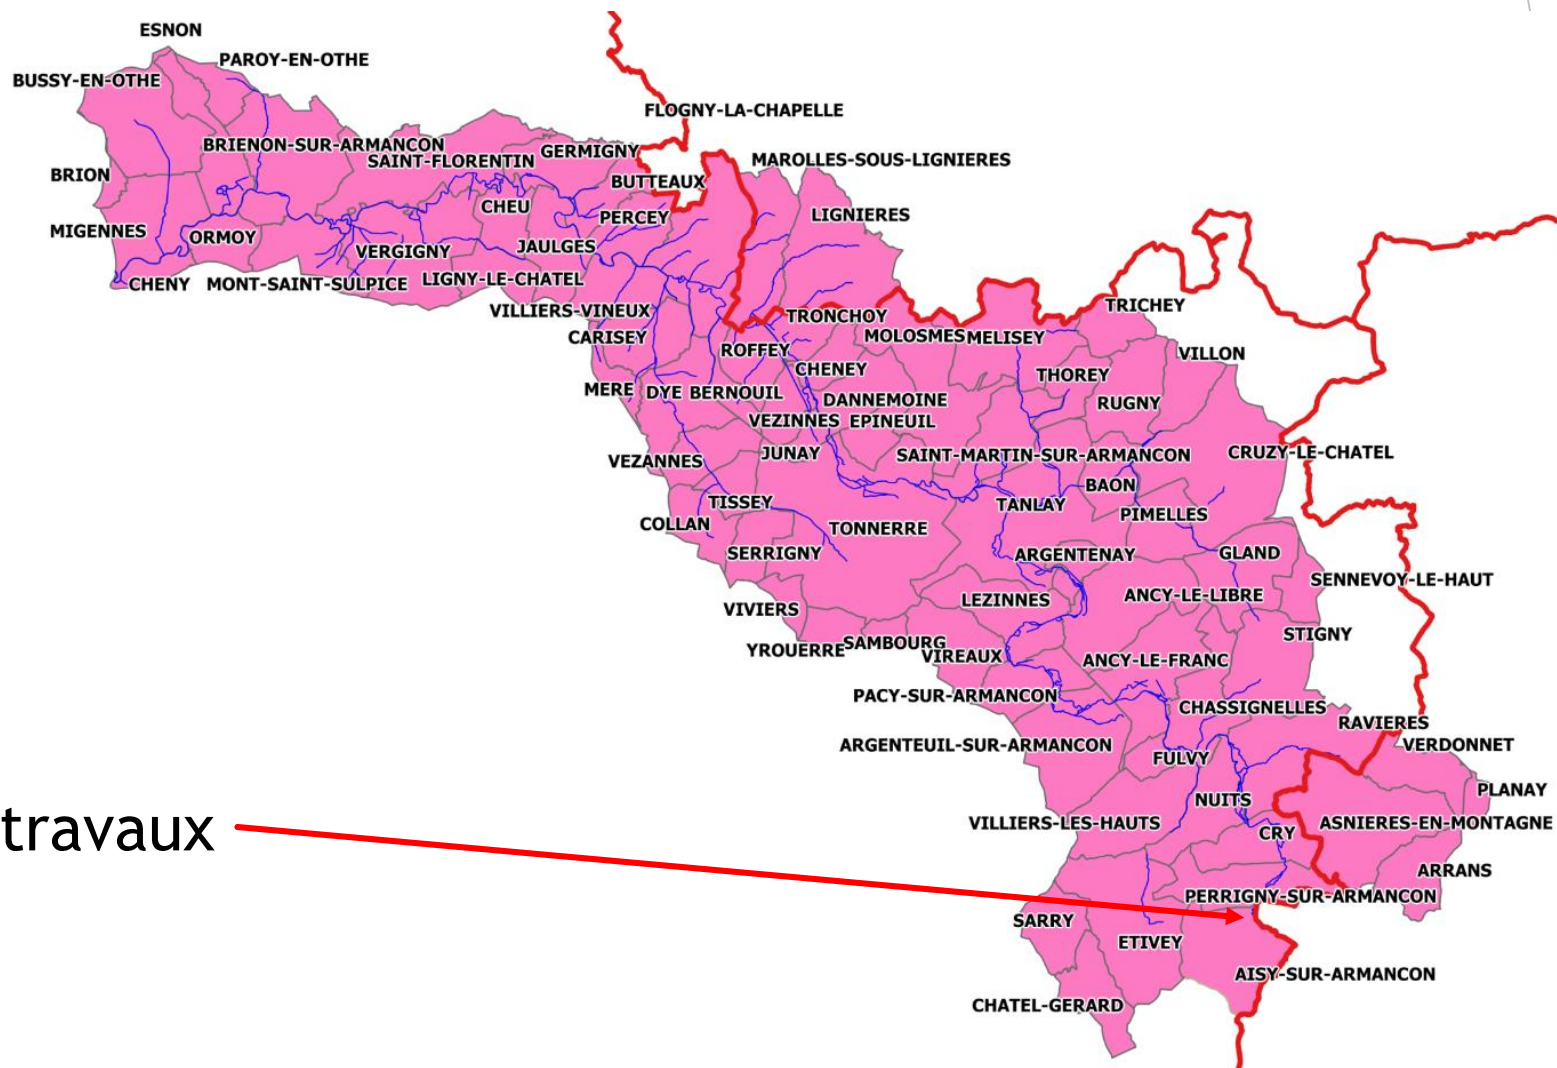 ESNON
PAROY-EN-OTHE
BUSSY-EN-OTHE
FLOGNY-LA-CHAPELLE
BRIENON-SUR-ARMANCON
SAINT-FLORENTIN
GERMIGNY
MAROLLES-SOUS-LIGNIERES
BRION
BUTTEAUX
CHEU
PERCEY
LIGNIERES
MIGENNES
ORMOY
VERGIGNY
JAULGES
CHENY
MONT-SAINT-SULPICE
LIGNY-LE-CHATEL
VILLIERS-VINEUX
TRONCHOY
TRICHEY
CARISEY
ROFFEY
MOLOSMES
MELISEY
VILLON
CHENEY
THOREY
MERE
DYE
BERNOUIL
DANNEMOINE
RUGNY
VEZINNES
EPINEUIL
VEZANNES
JUNAY
SAINT-MARTIN-SUR-ARMANCON
CRUZY-LE-CHATEL
BAON
TISSEY
TANLAY
PIMELLES
COLLAN
TONNERRE
SERRIGNY
ARGENTENAY
GLAND
SENNEVOY-LE-HAUT
VIVIERS
LEZINNES
ANCY-LE-LIBRE
STIGNY
YROUERRE
SAMBOURG
VIREAUX
ANCY-LE-FRANC
PACY-SUR-ARMANCON
CHASSIGNELLES
RAVIERES
ARGENTEUIL-SUR-ARMANCON
FULVY
VERDONNET
PLANAY
NUITS
travaux
VILLIERS-LES-HAUTS
CRY
ASNIERES-EN-MONTAGNE
ARRANS
PERRIGNY-SUR-ARMANCON
SARRY
ETIVEY
AISY-SUR-ARMANCON
CHATEL-GERARD